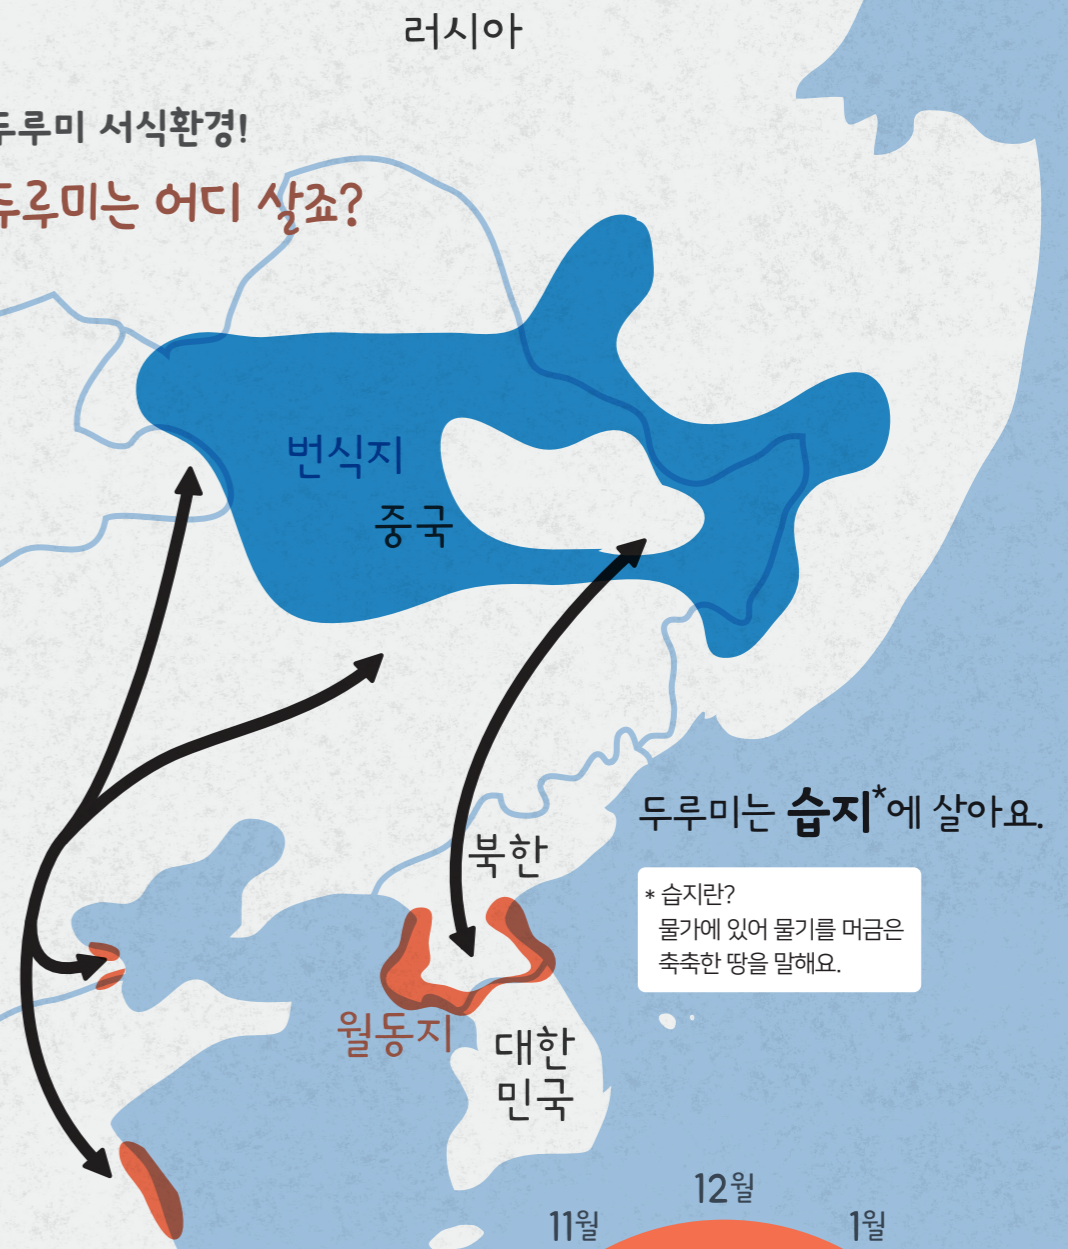 러시아
두루미 서식환경!
두루미는 어디 살죠?
번식지
중국
두루미는 습지*에 살아요.
북한
* 습지란?
물가에 있어 물기를 머금은
축축한 땅을 말해요.
월동지
대한
민국
12월
11월
1월